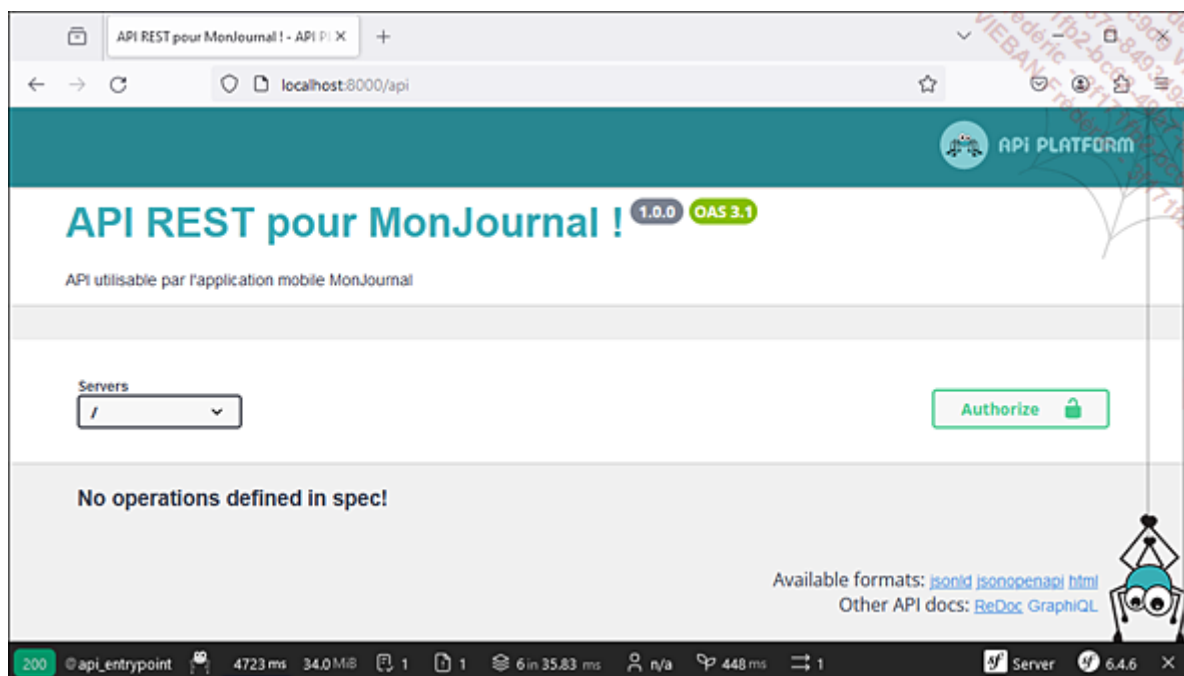 API REST pour MonJournal ! - API Pl
localhost:8000/api
API PLATFORM
API REST pour MonJournal ! 1.0.0 OAS 3.1
API utilisable par l'application mobile MonJournal
Servers
/
Authorize
No operations defined in spec!
Available formats: jsonld jsonopenapi html
Other API docs: ReDoc GraphiQL
200 @api_entrypoint 4723 ms 34.0 MiB 1 1 6 in 35.83 ms n/a 448 ms 1 sf Server 6.4.6